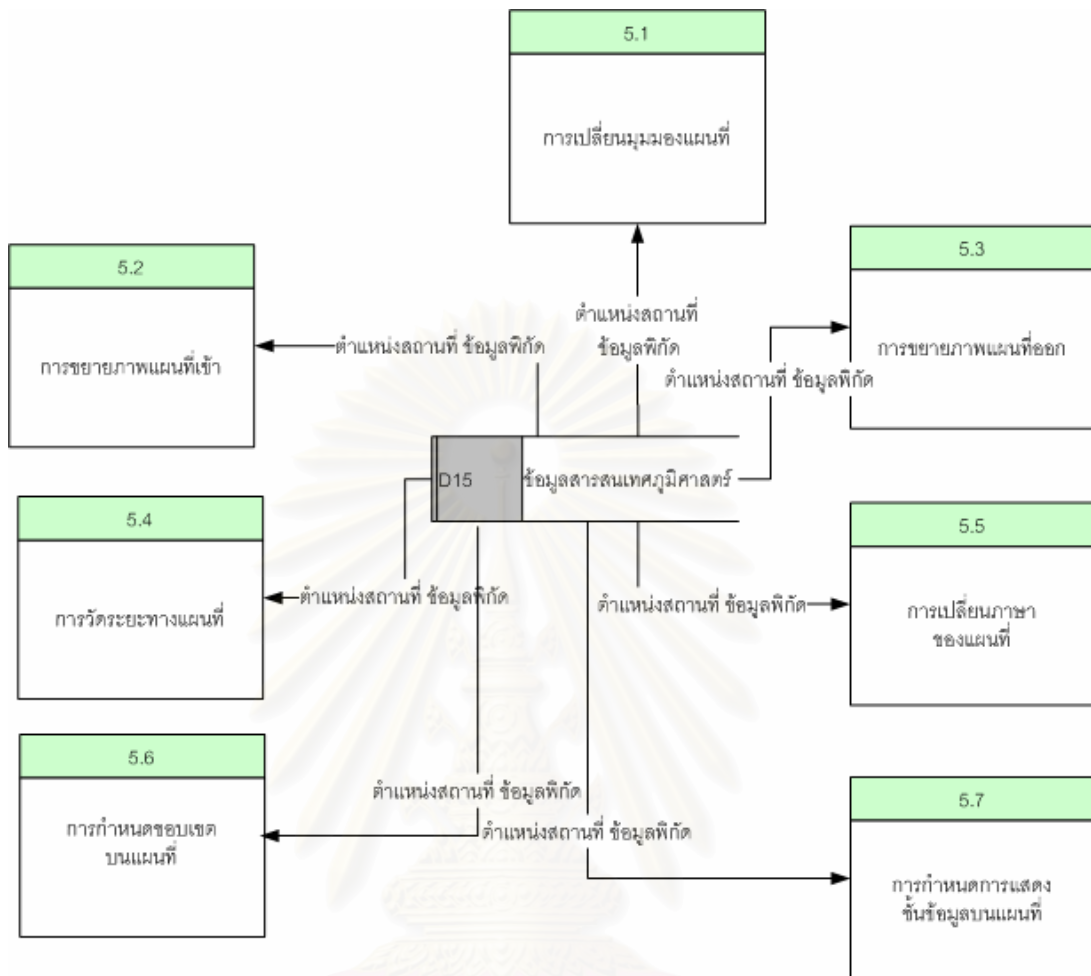 5.1
การเปลี่ยนมุมมองแผนที่
5.2
การขยายภาพแผนที่เข้า
5.3
การขยายภาพแผนที่ออก
ตำแหน่งสถานที่
ข้อมูลพิกัด
ตำแหน่งสถานที่ ข้อมูลพิกัด
ตำแหน่งสถานที่ ข้อมูลพิกัด
D15
ข้อมูลสารสนเทศภูมิศาสตร์
5.4
การวัดระยะทางแผนที่
ตำแหน่งสถานที่ ข้อมูลพิกัด
ตำแหน่งสถานที่ ข้อมูลพิกัด
5.5
การเปลี่ยนภาษา
ของแผนที่
5.6
การกำหนดขอบเขต
บนแผนที่
ตำแหน่งสถานที่ ข้อมูลพิกัด
ตำแหน่งสถานที่ ข้อมูลพิกัด
5.7
การกำหนดการแสดง
ชั้นข้อมูลบนแผนที่